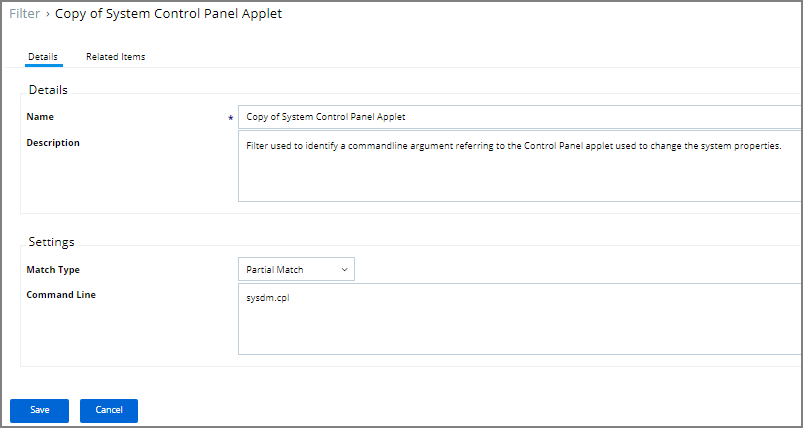 Filter › Copy of System Control Panel Applet
Details Related Items
Details
Name * Copy of System Control Panel Applet
Description Filter used to identify a commandline argument referring to the Control Panel applet used to change the system properties.
Settings
Match Type Partial Match
Command Line sysdm.cpl
Save Cancel